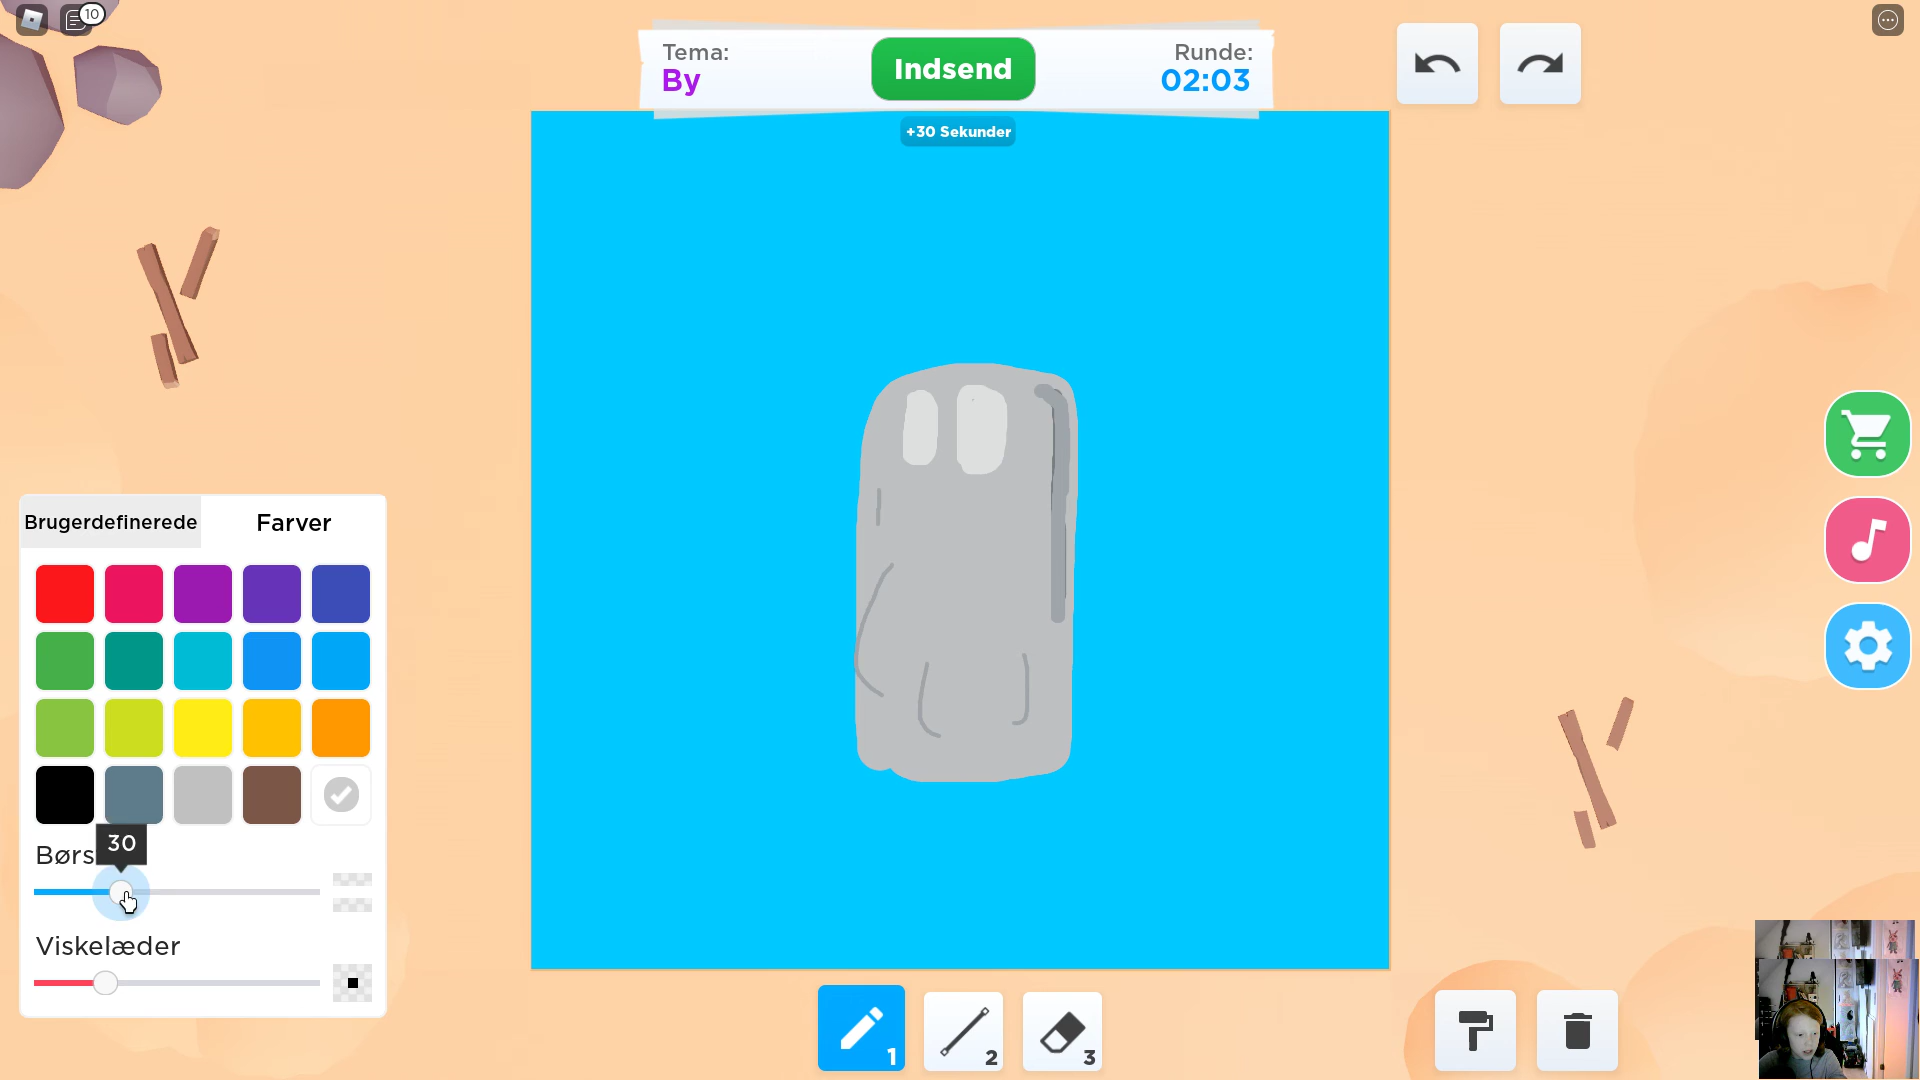 10
Tema:
By
Indsend
Runde:
02:03
+30 Sekunder
Brugerdefinerede
Farver
30
Børs
Viskelæder
1
2
3